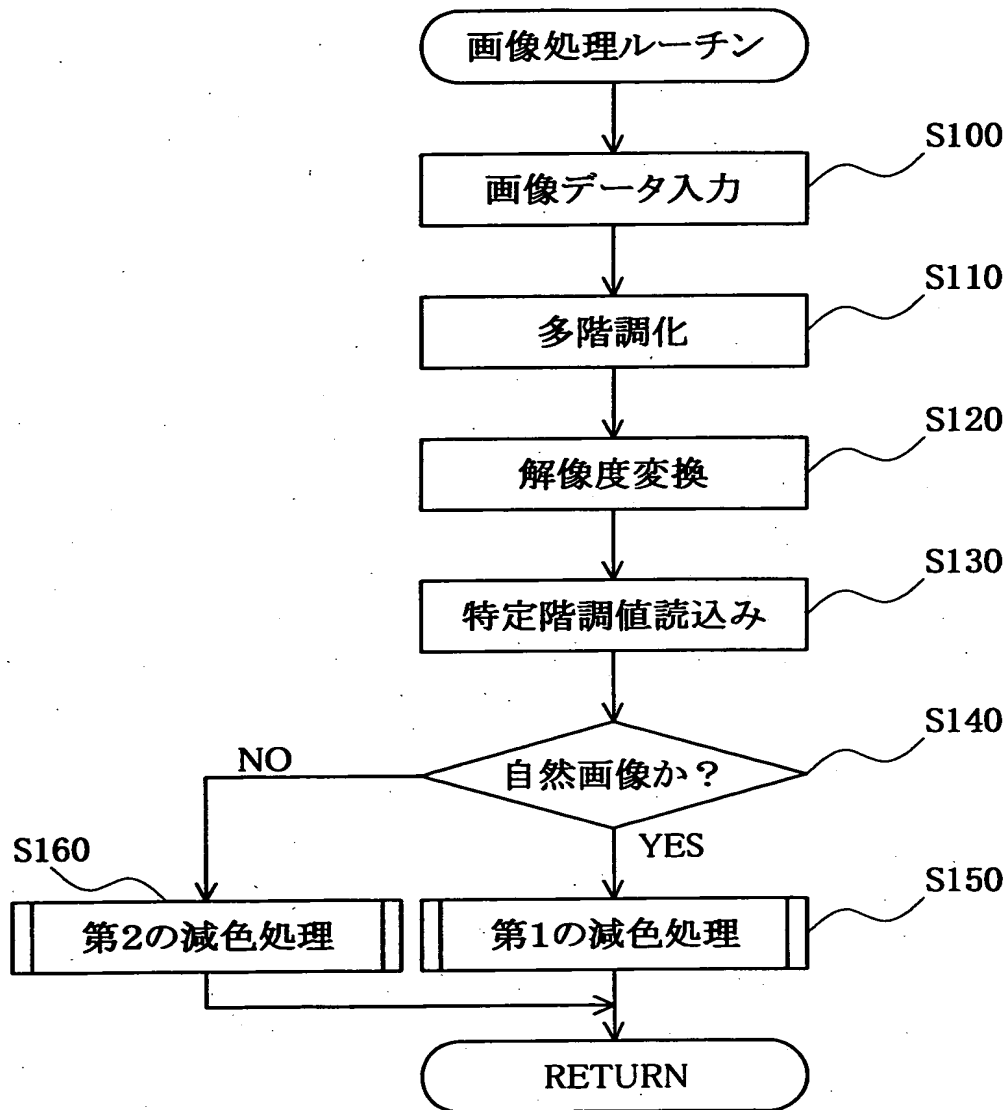 画像処理ルーチン
S100
画像データ入力
S110
多階調化
S120
解像度変換
S130
特定階調値読込み
S140
自然画像か？
NO
YES
S160
第2の減色処理
S150
第1の減色処理
RETURN